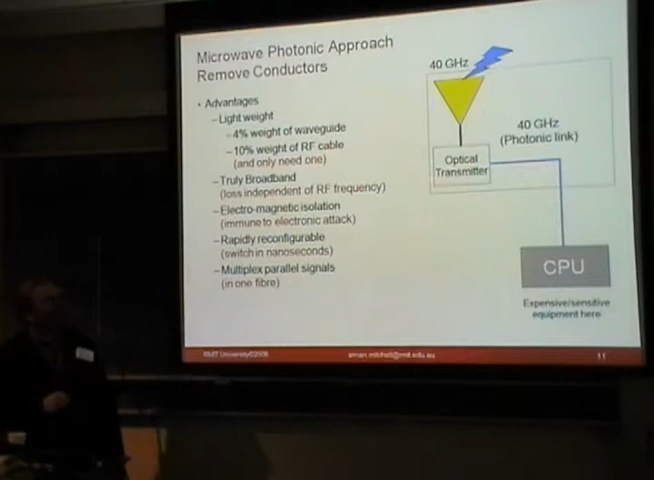 Microwave Photonic Approach
Remove Conductors
• Advantages
–Light weight
–4% weight of waveguide
–10% weight of RF cable
(and only need one)
–Truly Broadband
(loss independent of RF frequency)
–Electro-magnetic isolation
(immune to electronic attack)
–Rapidly reconfigurable
(switch in nanoseconds)
–Multiplex parallel signals
(in one fibre)
40 GHz
Optical
Transmitter
40 GHz
(Photonic link)
CPU
Expensive/sensitive
equipment here
RMIT University
11